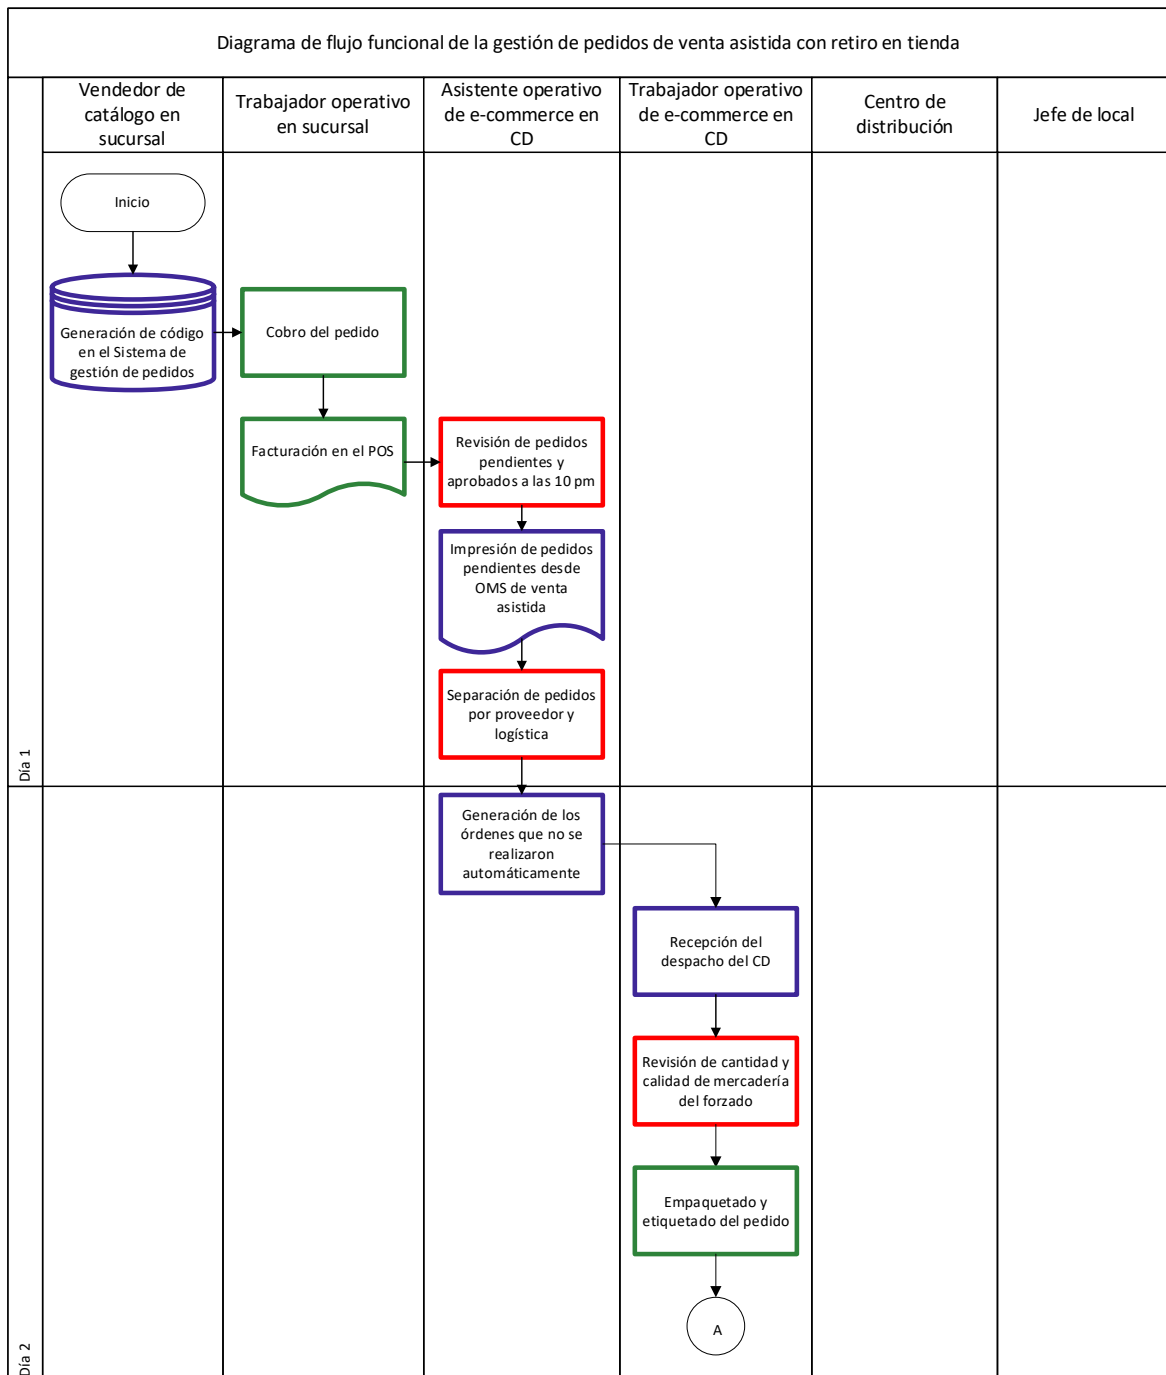 Diagrama de flujo funcional de la gestión de pedidos de venta asistida con retiro en tienda
Vendedor de
catálogo en
sucursal
Trabajador operativo
en sucursal
Asistente operativo
de e-commerce en
CD
Trabajador operativo
de e-commerce en
CD
Centro de
distribución
Jefe de local
Inicio
Generación de código
en el Sistema de
gestión de pedidos
Cobro del pedido
Facturación en el POS
Revisión de pedidos
pendientes y
aprobados a las 10 pm
Impresión de pedidos
pendientes desde
OMS de venta
asistida
Separación de pedidos
por proveedor y
logística
Día 1
Generación de los
órdenes que no se
realizaron
automáticamente
Recepción del
despacho del CD
Revisión de cantidad y
calidad de mercadería
del forzado
Empaquetado y
etiquetado del pedido
A
Día 2